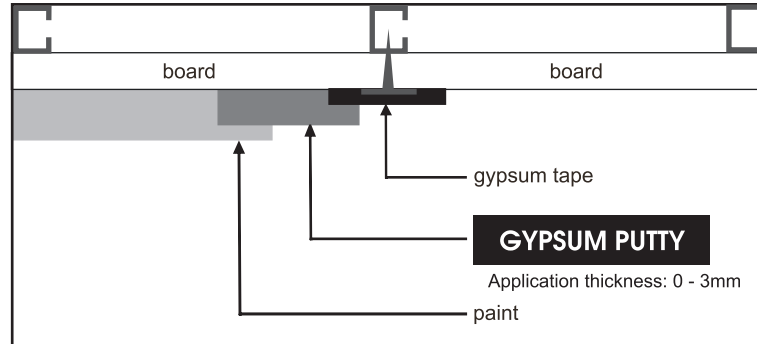 board
board
gypsum tape
GYPSUM PUTTY
Application thickness: 0 - 3mm
paint